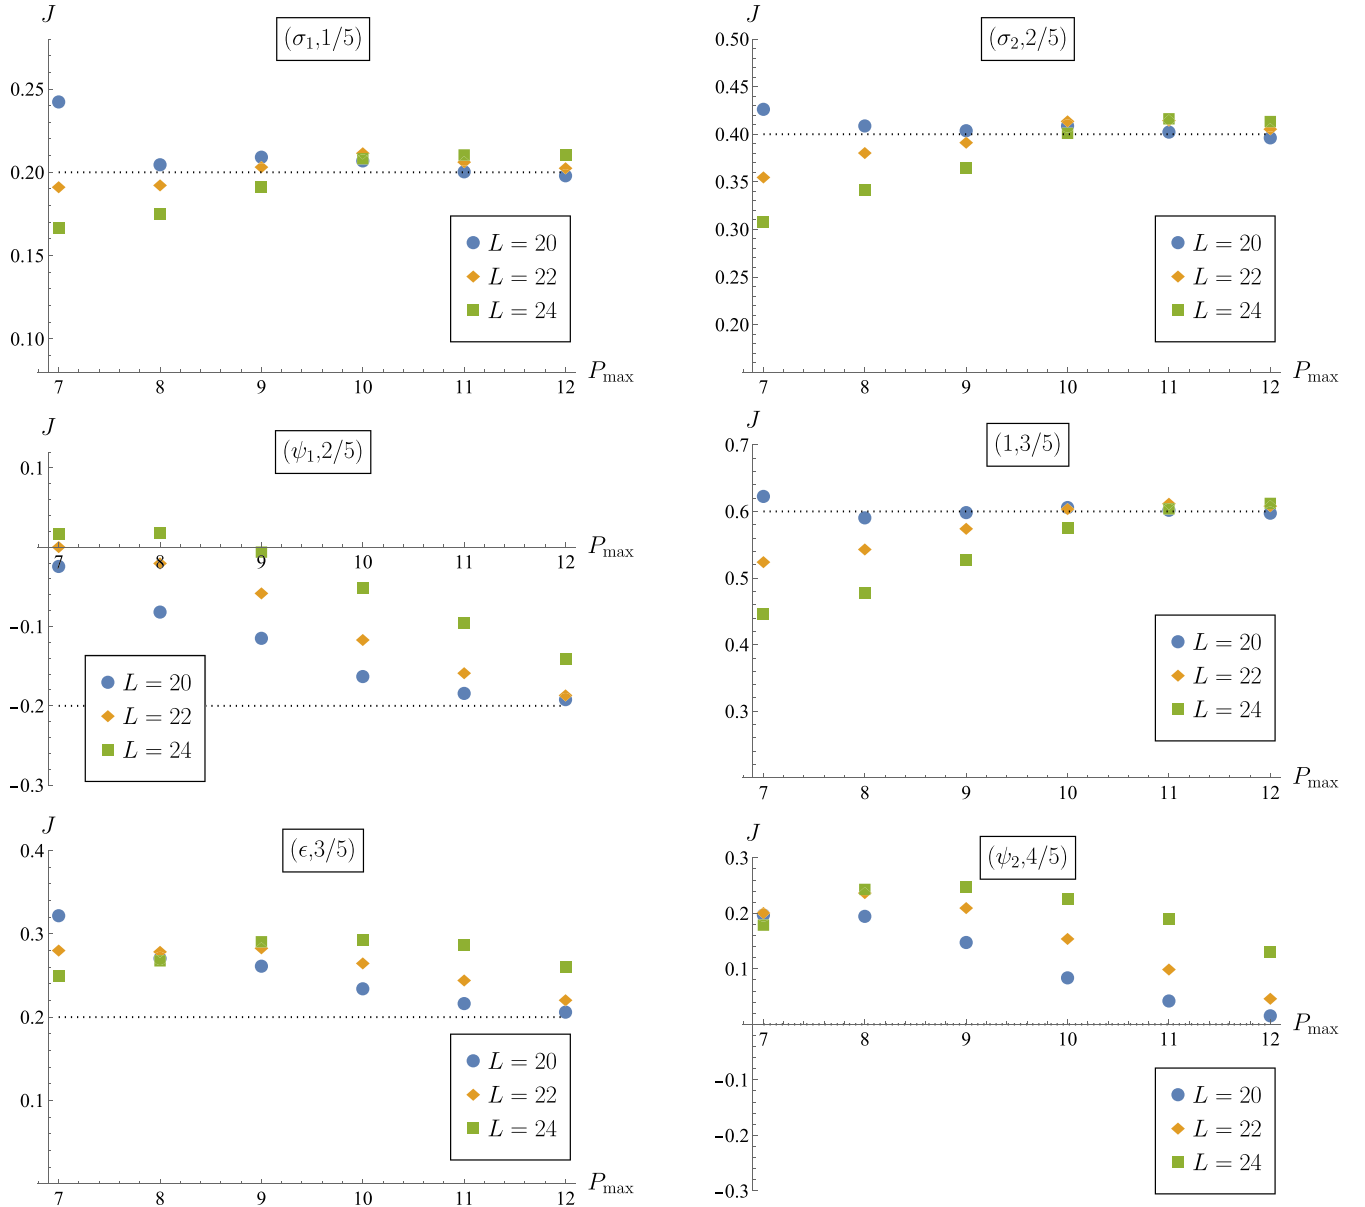 J
(σ₁,1/5)
0.25
0.20
0.15
0.10
L = 20
L = 22
L = 24
7 8 9 10 11 12 P_max
J
(σ₂,2/5)
0.50
0.45
0.40
0.35
0.30
0.25
0.20
L = 20
L = 22
L = 24
7 8 9 10 11 12 P_max
J
(ψ₁,2/5)
0.1
7 8 9 10 11 12 P_max
−0.1
−0.2
−0.3
L = 20
L = 22
L = 24
J
(1,3/5)
0.7
0.6
0.5
0.4
0.3
L = 20
L = 22
L = 24
7 8 9 10 11 12 P_max
J
(ϵ,3/5)
0.4
0.3
0.2
0.1
L = 20
L = 22
L = 24
7 8 9 10 11 12 P_max
J
(ψ₂,4/5)
0.3
0.2
0.1
7 8 9 10 11 12 P_max
−0.1
−0.2
−0.3
L = 20
L = 22
L = 24